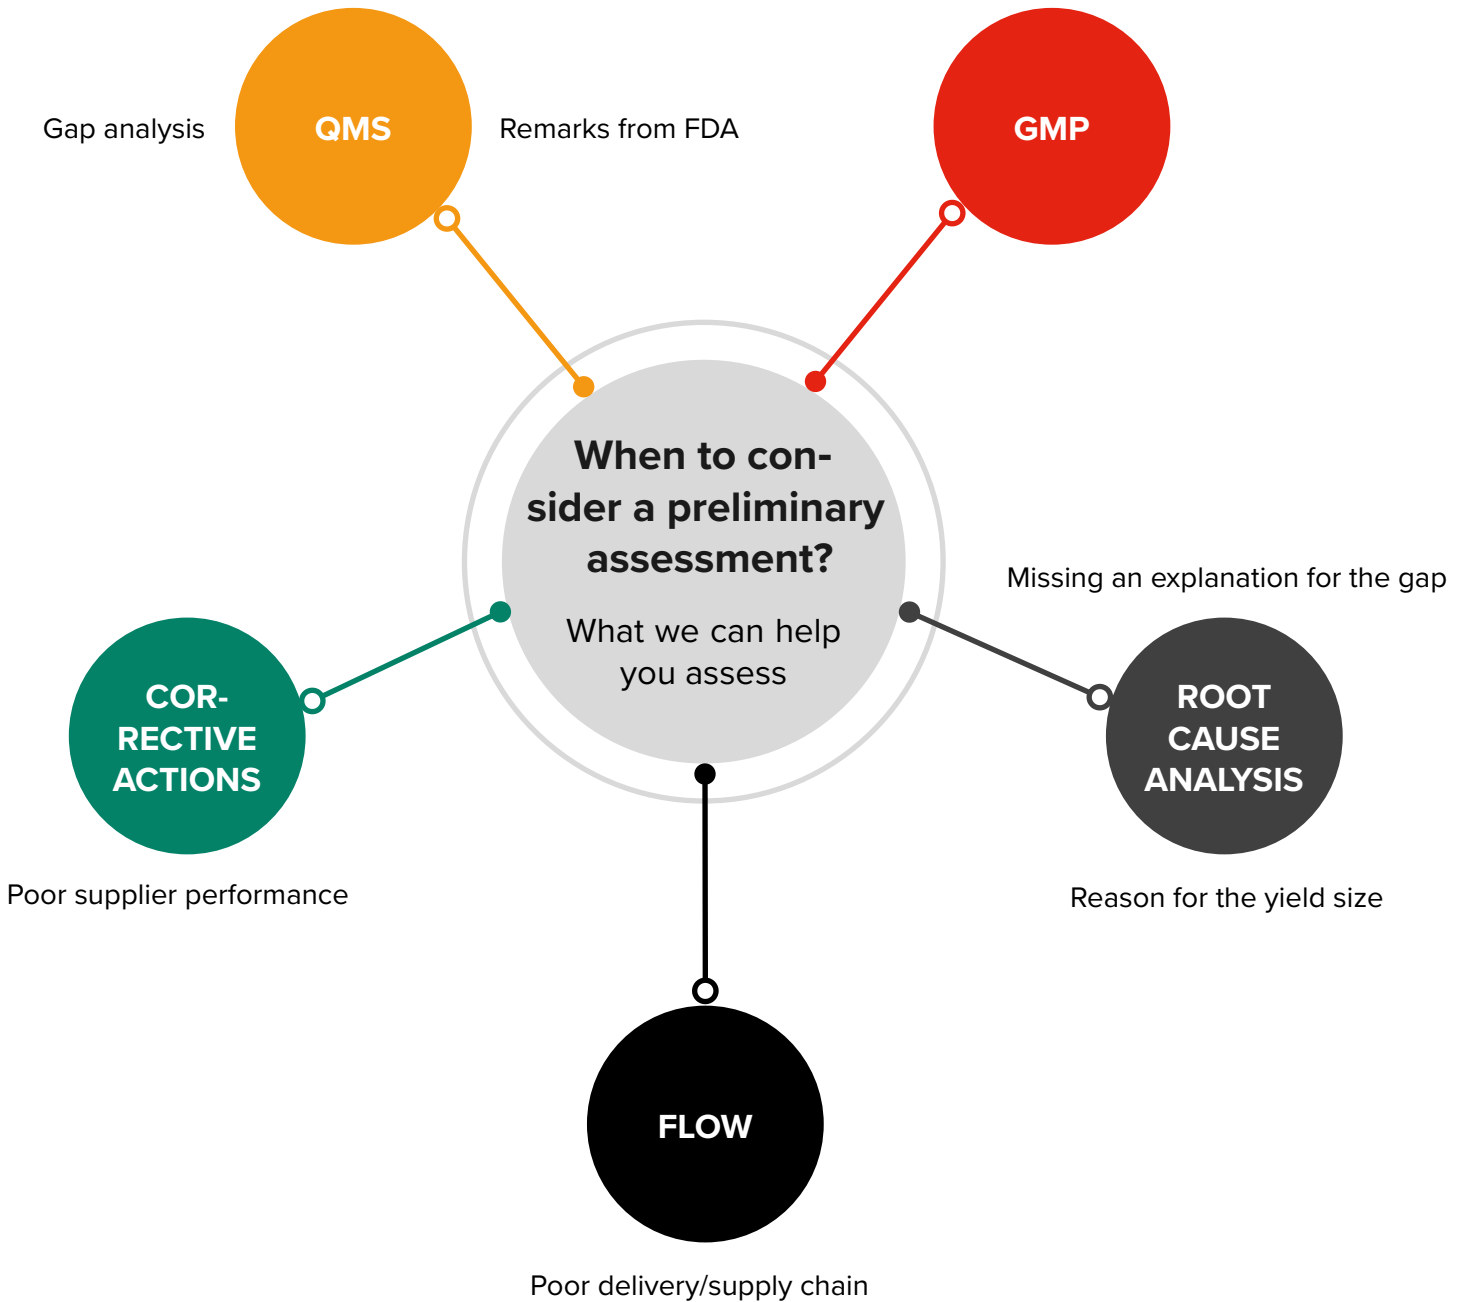 Gap analysis
QMS
Remarks from FDA
GMP
When to con-
sider a preliminary
assessment?
What we can help
you assess
Missing an explanation for the gap
ROOT
CAUSE
ANALYSIS
Reason for the yield size
COR-
RECTIVE
ACTIONS
Poor supplier performance
FLOW
Poor delivery/supply chain